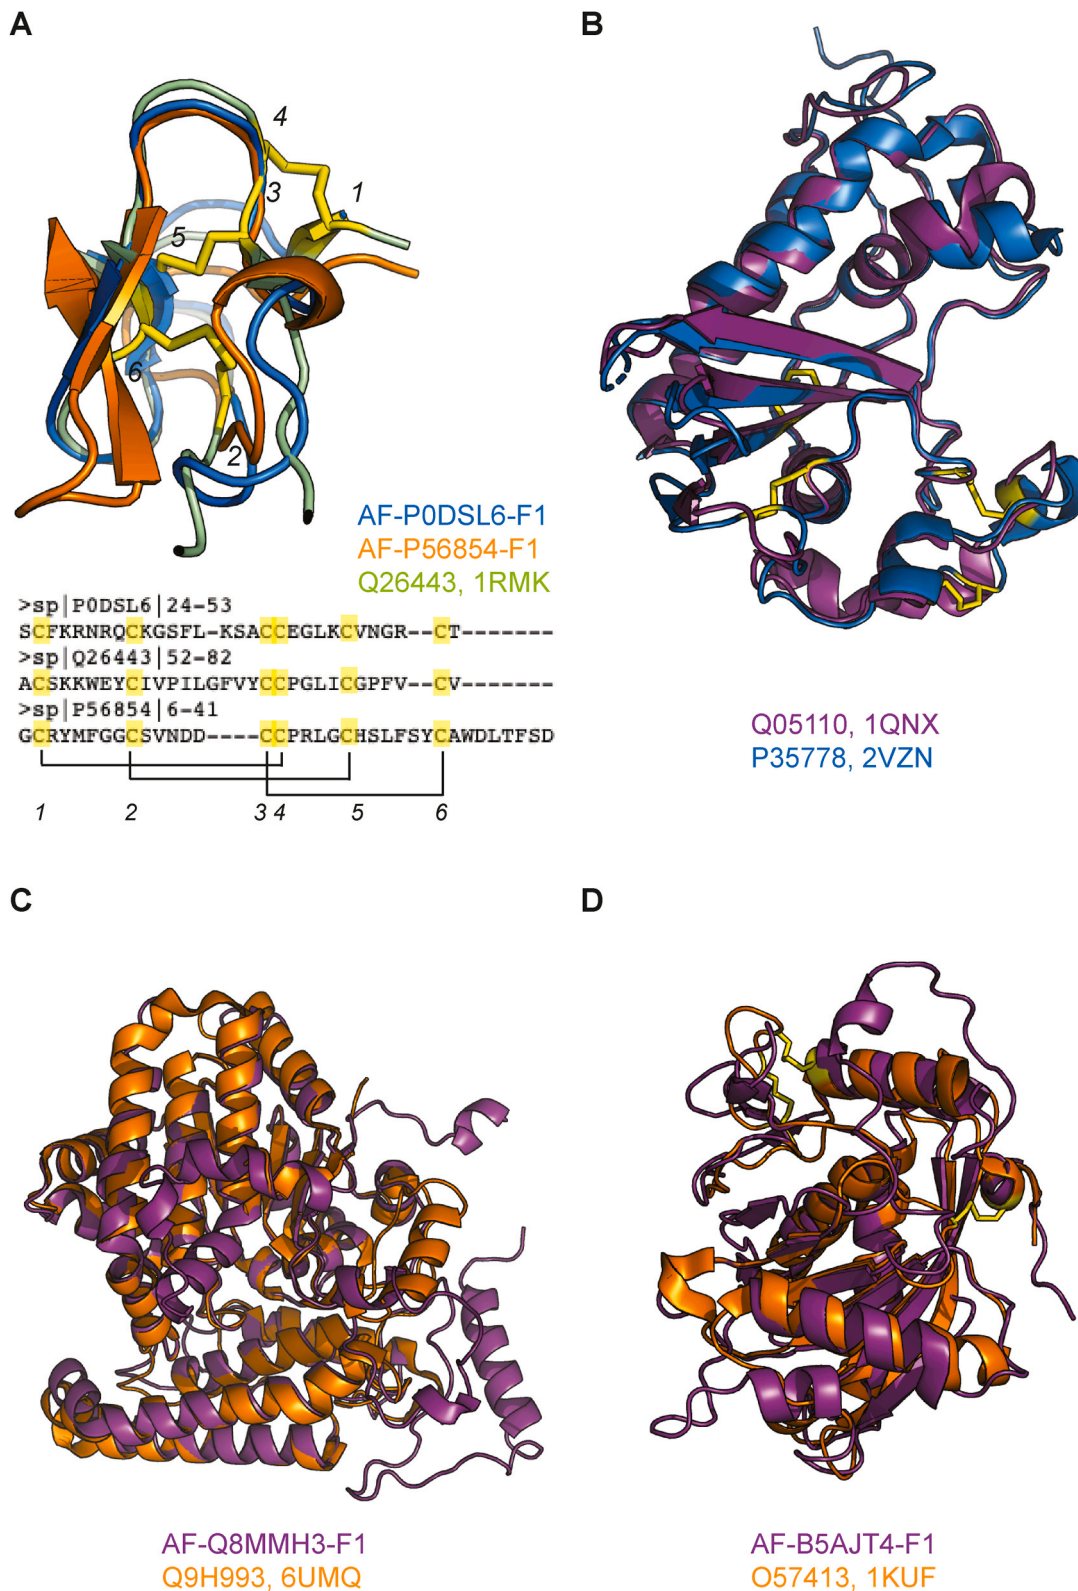 A
B
4
3
1
5
6
2
AF-P0DSL6-F1
AF-P56854-F1
Q26443, 1RMK
>sp|P0DSL6|24-53
SCFKRNRQCKGSFL-KSACCEGLKCVNGR--CT-------
>sp|Q26443|52-82
ACSKKWEYCIVPILGFVYCCPGLICGPFV--CV-------
>sp|P56854|6-41
GCRYMFGGCSVNDD----CCPRLGCHSLFSYCAWDLTFSD
1 2 3 4 5 6
Q05110, 1QNX
P35778, 2VZN
C
D
AF-Q8MMH3-F1
Q9H993, 6UMQ
AF-B5AJT4-F1
O57413, 1KUF